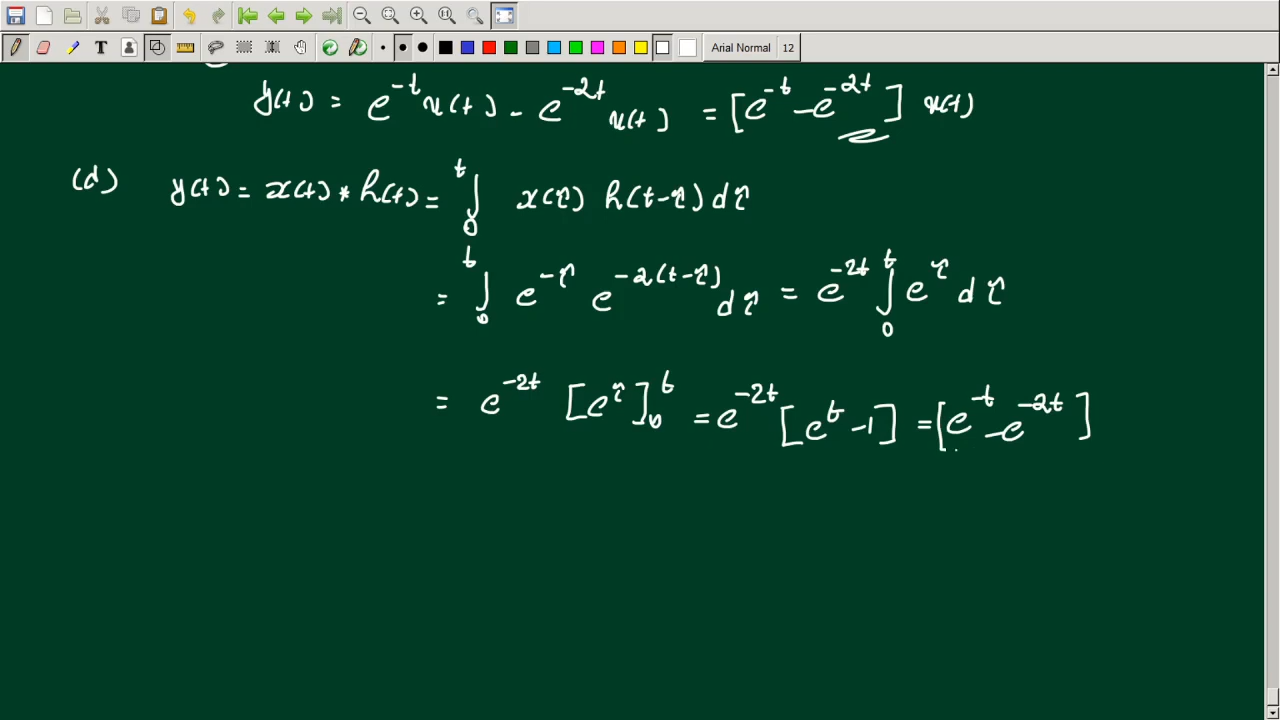 T Arial Normal 12
y(t) = e^{-t}u(t) - e^{-2t}u(t) = [e^{-t} - e^{-2t}] u(t)
(d) y(t) = x(t) * h(t) = ∫_0^t x(τ) h(t-τ) dτ
= ∫_0^t e^{-τ} e^{-2(t-τ)} dτ = e^{-2t} ∫_0^t e^{τ} dτ
= e^{-2t} [e^{τ}]_0^t = e^{-2t} [e^t - 1] = [e^{-t} - e^{-2t}]